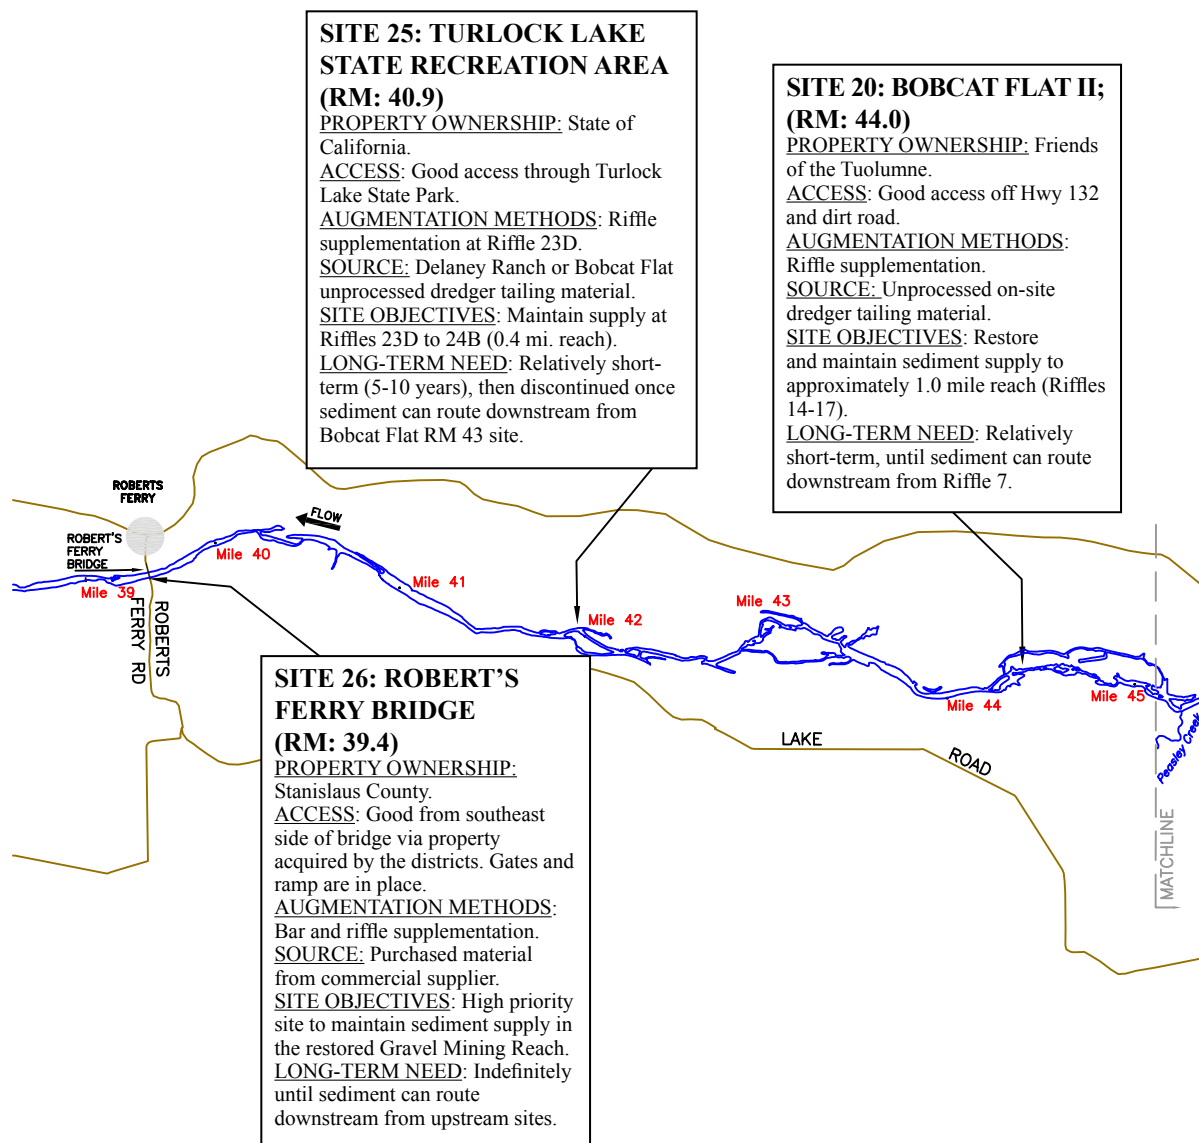 SITE 25: TURLOCK LAKE
STATE RECREATION AREA
(RM: 40.9)
PROPERTY OWNERSHIP: State of
California.
ACCESS: Good access through Turlock
Lake State Park.
AUGMENTATION METHODS: Riffle
supplementation at Riffle 23D.
SOURCE: Delaney Ranch or Bobcat Flat
unprocessed dredger tailing material.
SITE OBJECTIVES: Maintain supply at
Riffles 23D to 24B (0.4 mi. reach).
LONG-TERM NEED: Relatively short-
term (5-10 years), then discontinued once
sediment can route downstream from
Bobcat Flat RM 43 site.
SITE 20: BOBCAT FLAT II;
(RM: 44.0)
PROPERTY OWNERSHIP: Friends
of the Tuolumne.
ACCESS: Good access off Hwy 132
and dirt road.
AUGMENTATION METHODS:
Riffle supplementation.
SOURCE: Unprocessed on-site
dredger tailing material.
SITE OBJECTIVES: Restore
and maintain sediment supply to
approximately 1.0 mile reach (Riffles
14-17).
LONG-TERM NEED: Relatively
short-term, until sediment can route
downstream from Riffle 7.
ROBERTS
FERRY
FLOW
ROBERT'S
FERRY
BRIDGE
Mile 39
Mile 40
Mile 41
Mile 42
Mile 43
Mile 44
Mile 45
ROBERTS
FERRY RD
LAKE
ROAD
Peasley Creek
MATCHLINE
SITE 26: ROBERT’S
FERRY BRIDGE
(RM: 39.4)
PROPERTY OWNERSHIP:
Stanislaus County.
ACCESS: Good from southeast
side of bridge via property
acquired by the districts. Gates and
ramp are in place.
AUGMENTATION METHODS:
Bar and riffle supplementation.
SOURCE: Purchased material
from commercial supplier.
SITE OBJECTIVES: High priority
site to maintain sediment supply in
the restored Gravel Mining Reach.
LONG-TERM NEED: Indefinitely
until sediment can route
downstream from upstream sites.